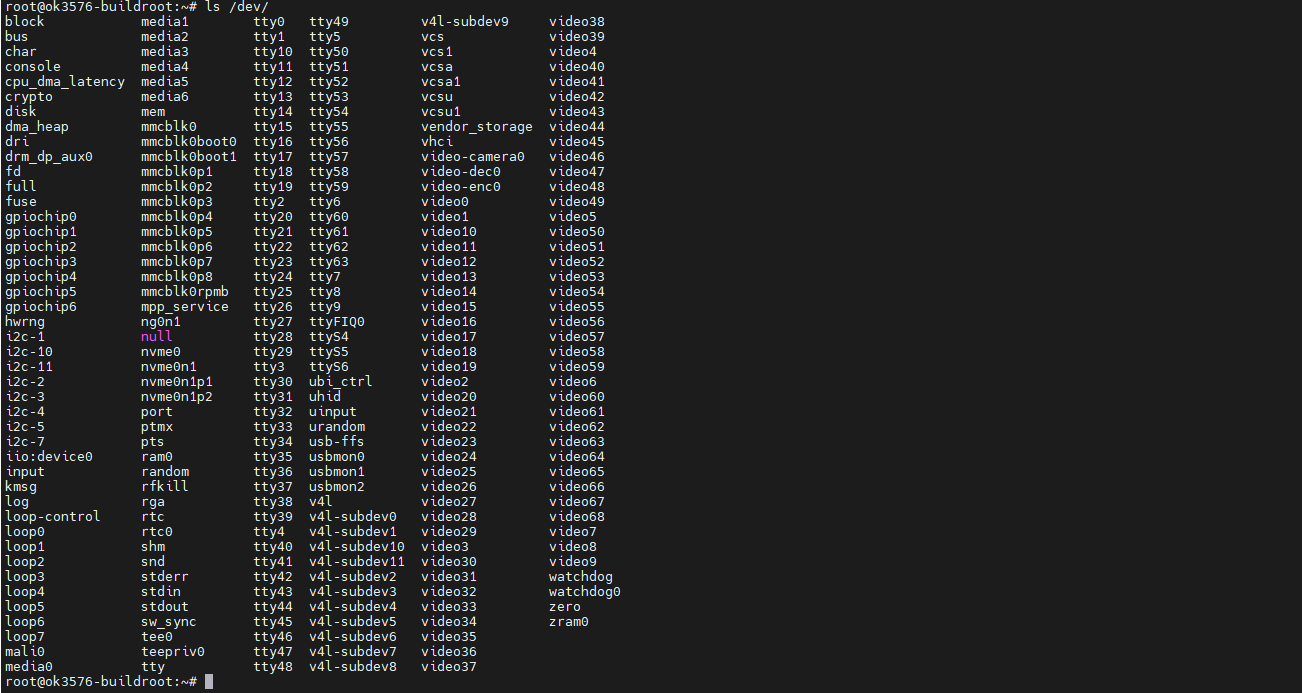 root@ok3576-buildroot:~# ls /dev/
block media1 tty0 tty49 v4l-subdev9 video38
bus media2 tty1 tty5 vcs video39
char media3 tty10 tty50 vcs1 video4
console media4 tty11 tty51 vcsa video40
cpu_dma_latency media5 tty12 tty52 vcsa1 video41
crypto media6 tty13 tty53 vcsu video42
disk mem tty14 tty54 vcsu1 video43
dma_heap mmcblk0 tty15 tty55 vendor_storage video44
dri mmcblk0boot0 tty16 tty56 vhci video45
drm_dp_aux0 mmcblk0boot1 tty17 tty57 video-camera0 video46
fd mmcblk0p1 tty18 tty58 video-dec0 video47
full mmcblk0p2 tty19 tty59 video-enc0 video48
fuse mmcblk0p3 tty2 tty6 video0 video49
gpiochip0 mmcblk0p4 tty20 tty60 video1 video5
gpiochip1 mmcblk0p5 tty21 tty61 video10 video50
gpiochip2 mmcblk0p6 tty22 tty62 video11 video51
gpiochip3 mmcblk0p7 tty23 tty63 video12 video52
gpiochip4 mmcblk0p8 tty24 tty7 video13 video53
gpiochip5 mmcblk0rpmb tty25 tty8 video14 video54
gpiochip6 mpp_service tty26 tty9 video15 video55
hwrng ng0n1 tty27 ttyFIQ0 video16 video56
i2c-1 null tty28 ttyS4 video17 video57
i2c-10 nvme0 tty29 ttyS5 video18 video58
i2c-11 nvme0n1 tty3 ttyS6 video19 video59
i2c-2 nvme0n1p1 tty30 ubi_ctrl video2 video6
i2c-3 nvme0n1p2 tty31 uhid video20 video60
i2c-4 port tty32 uinput video21 video61
i2c-5 ptmx tty33 urandom video22 video62
i2c-7 pts tty34 usb-ffs video23 video63
iio:device0 ram0 tty35 usbmon0 video24 video64
input random tty36 usbmon1 video25 video65
kmsg rfkill tty37 usbmon2 video26 video66
log rga tty38 v4l video27 video67
loop-control rtc tty39 v4l-subdev0 video28 video68
loop0 rtc0 tty4 v4l-subdev1 video29 video7
loop1 shm tty40 v4l-subdev10 video3 video8
loop2 snd tty41 v4l-subdev11 video30 video9
loop3 stderr tty42 v4l-subdev2 video31 watchdog
loop4 stdin tty43 v4l-subdev3 video32 watchdog0
loop5 stdout tty44 v4l-subdev4 video33 zero
loop6 sw_sync tty45 v4l-subdev5 video34 zram0
loop7 tee0 tty46 v4l-subdev6 video35
mali0 teepriv0 tty47 v4l-subdev7 video36
media0 tty tty48 v4l-subdev8 video37
root@ok3576-buildroot:~#